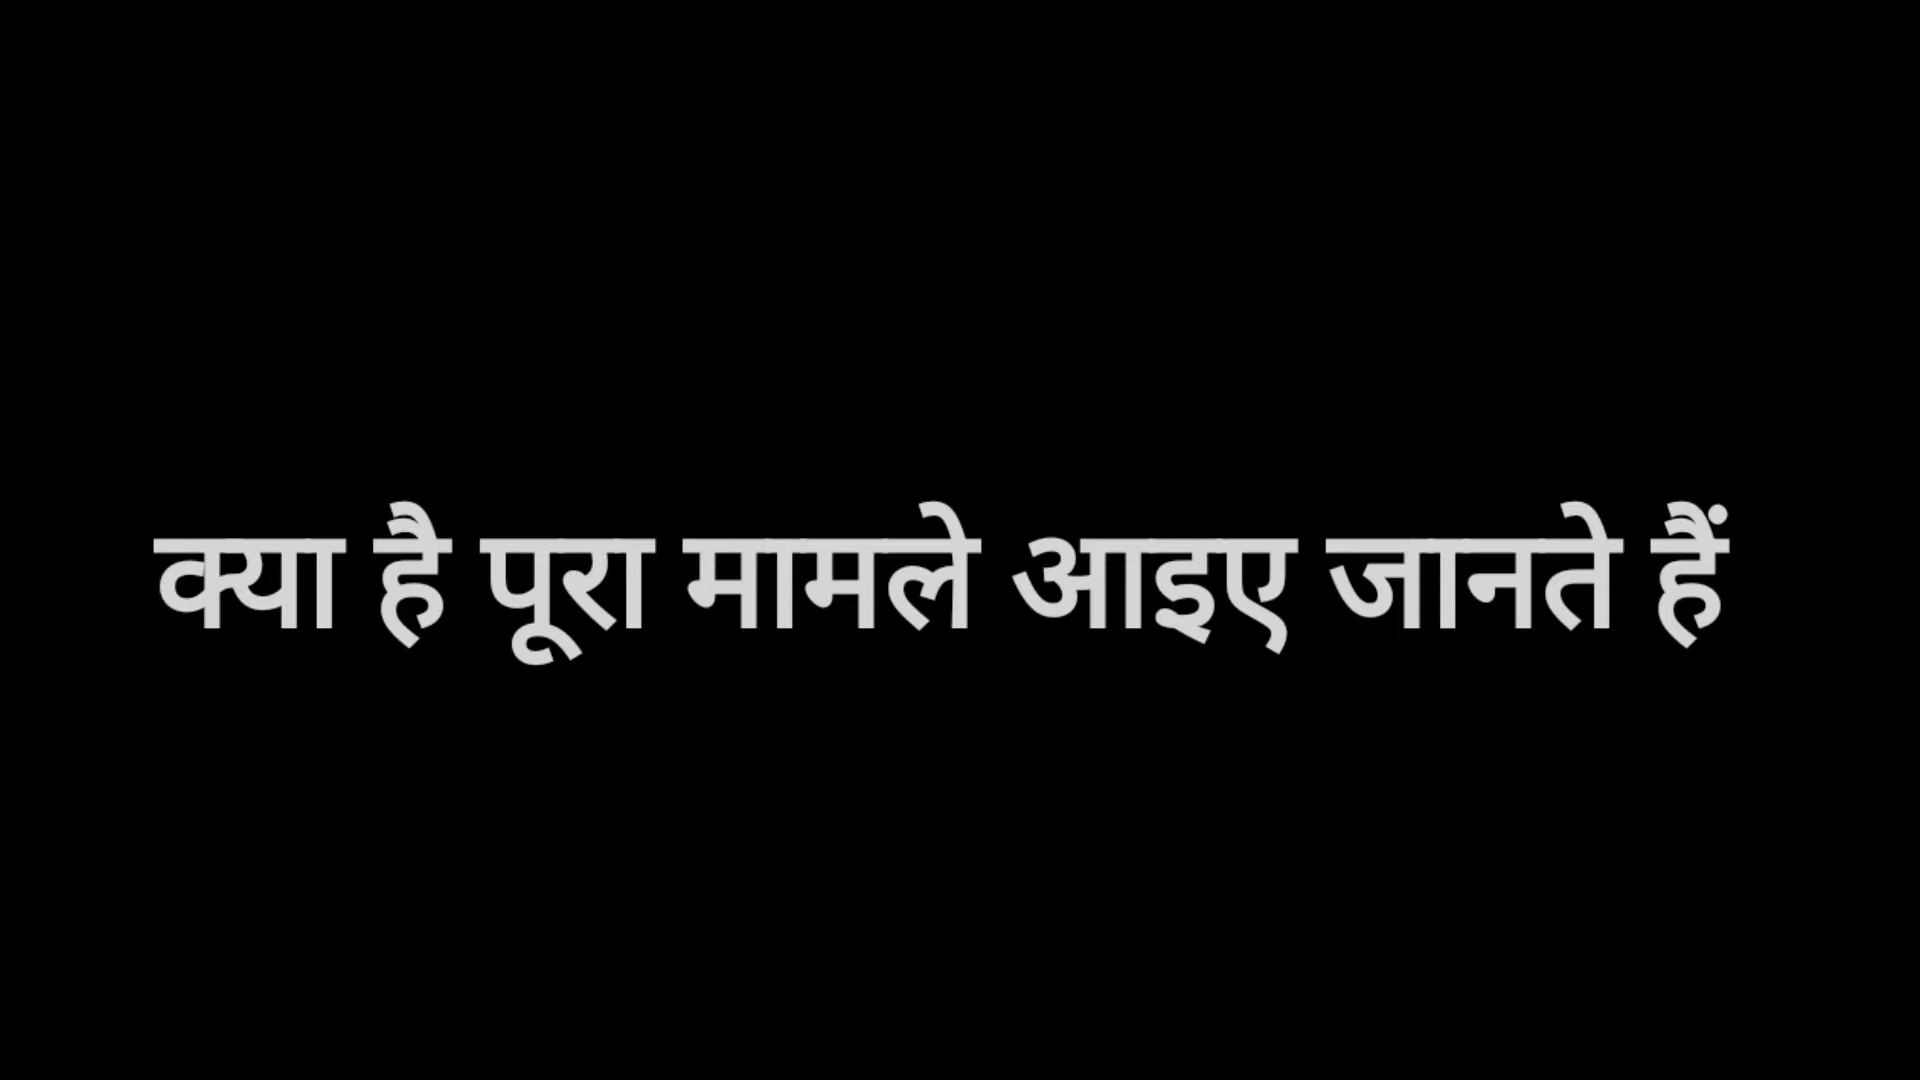 क्या है पूरा मामले आइए जानते हैं